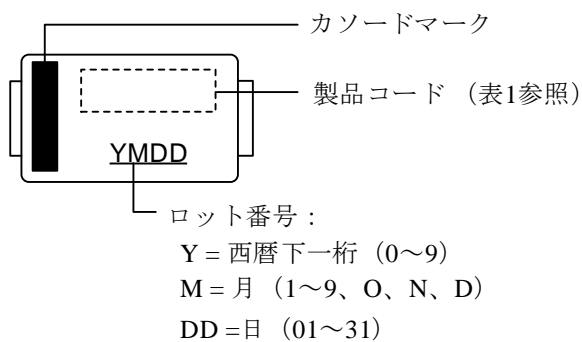 カソードマーク
製品コード （表1参照）
YMDD
ロット番号：
Y = 西暦下一桁（0～9）
M = 月（1～9、O、N、D）
DD =日（01～31）